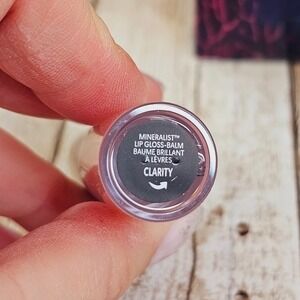 MINERALIST™
LIP GLOSS-BALM
BAUME BRILLANT
À LÈVRES
CLARITY